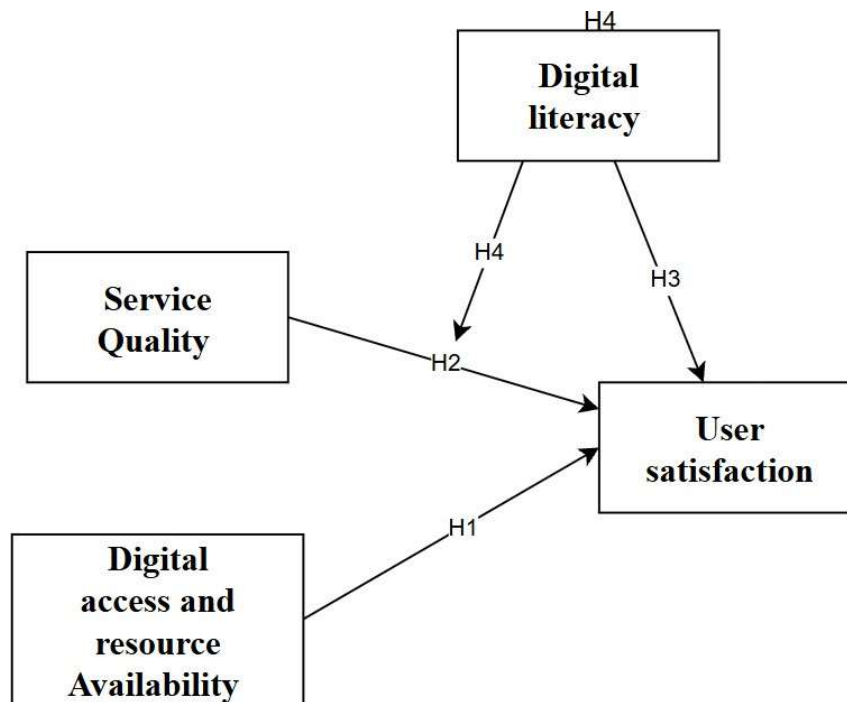 H4
Digital
literacy
H4
H3
Service
Quality
H2
User
satisfaction
H1
Digital
access and
resource
Availability